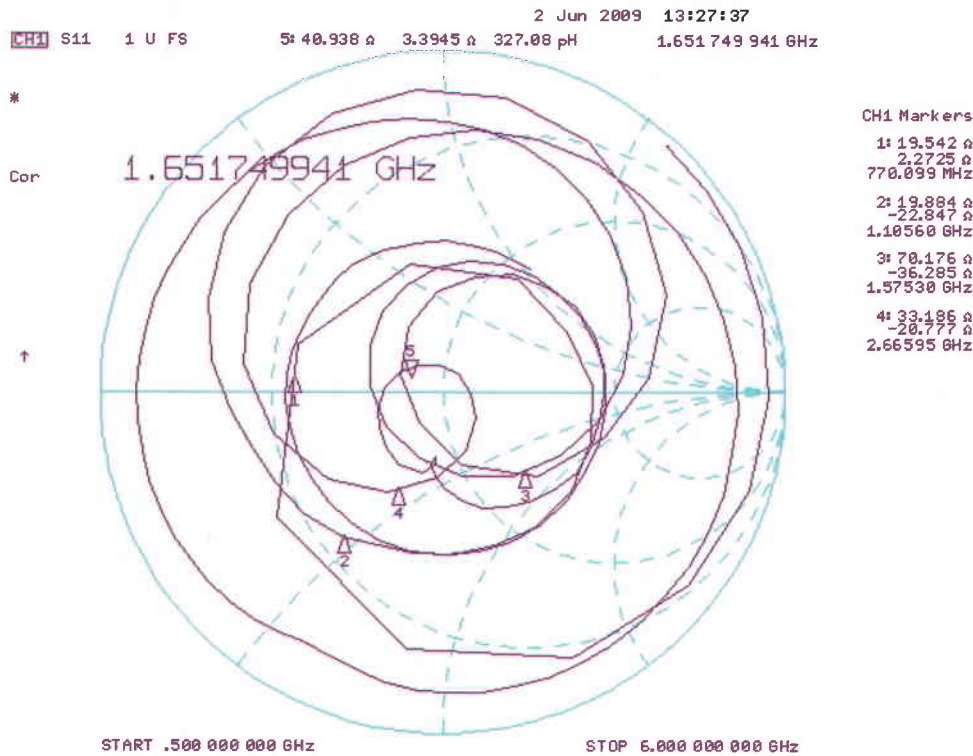 2 Jun 2009 13:27:37
CH1 S11 1 U FS 5: 40.938 Ω 3.3945 Ω 327.08 pH 1.651 749 941 GHz
*
Cor
1.651749941 GHz
↑
CH1 Markers
1: 19.542 Ω
2.2725 Ω
770.099 MHz
2: 19.884 Ω
-22.847 Ω
1.10560 GHz
3: 70.176 Ω
-36.285 Ω
1.57530 GHz
4: 33.186 Ω
-20.777 Ω
2.66595 GHz
5
1
3
4
2
START .500 000 000 GHz STOP 6.000 000 000 GHz